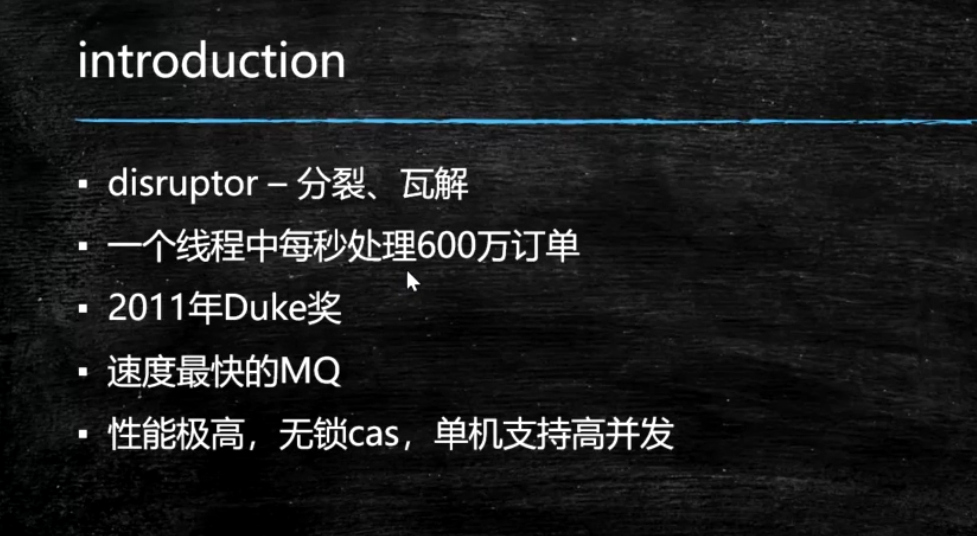 introduction
▪ disruptor – 分裂、瓦解
▪ 一个线程中每秒处理600万订单
▪ 2011年Duke奖
▪ 速度最快的MQ
▪ 性能极高，无锁cas，单机支持高并发